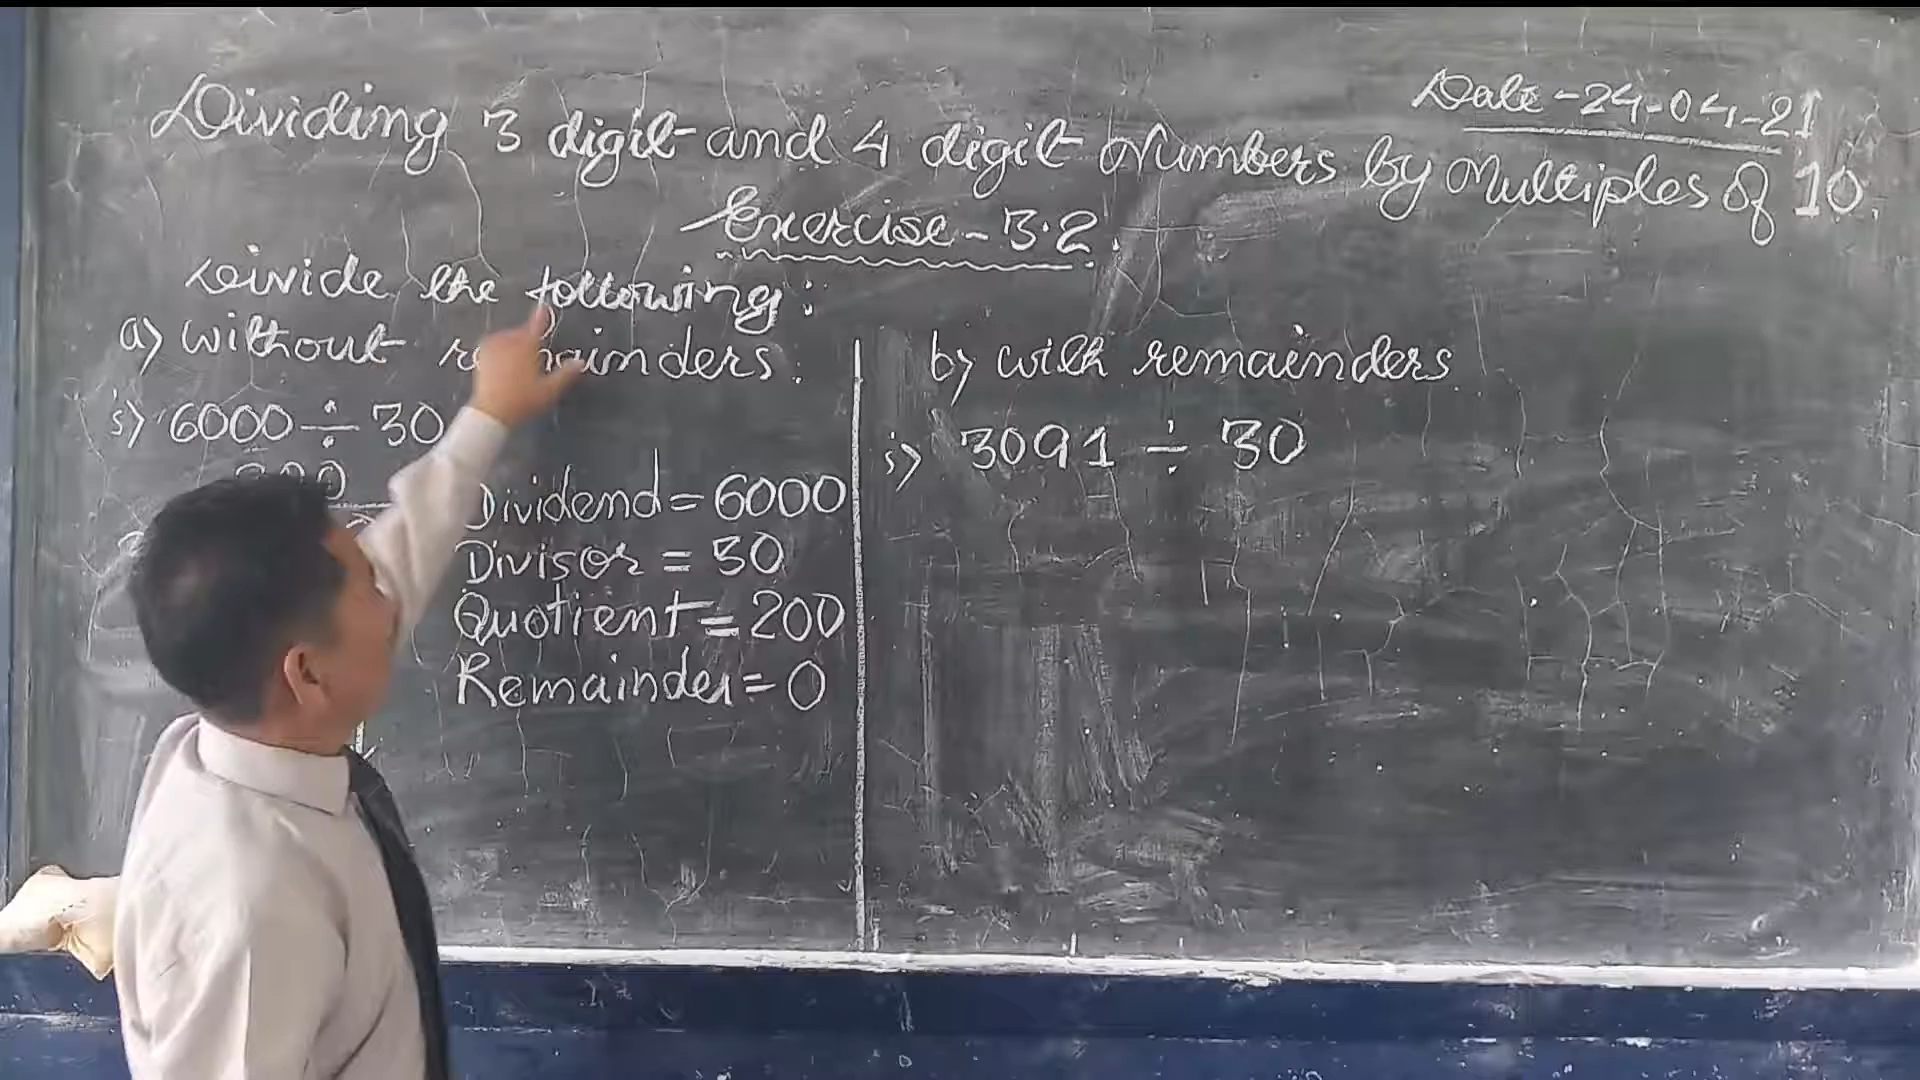 Date-24-04-21
Dividing 3 digit and 4 digit Numbers by Multiples of 10.
Exercise-3.2.
Divide the following:
a) without remainders.
i) 6000 ÷ 30
Dividend = 6000
Divisor = 30
Quotient = 200
Remainder = 0
b) with remainders
i) 3091 ÷ 30